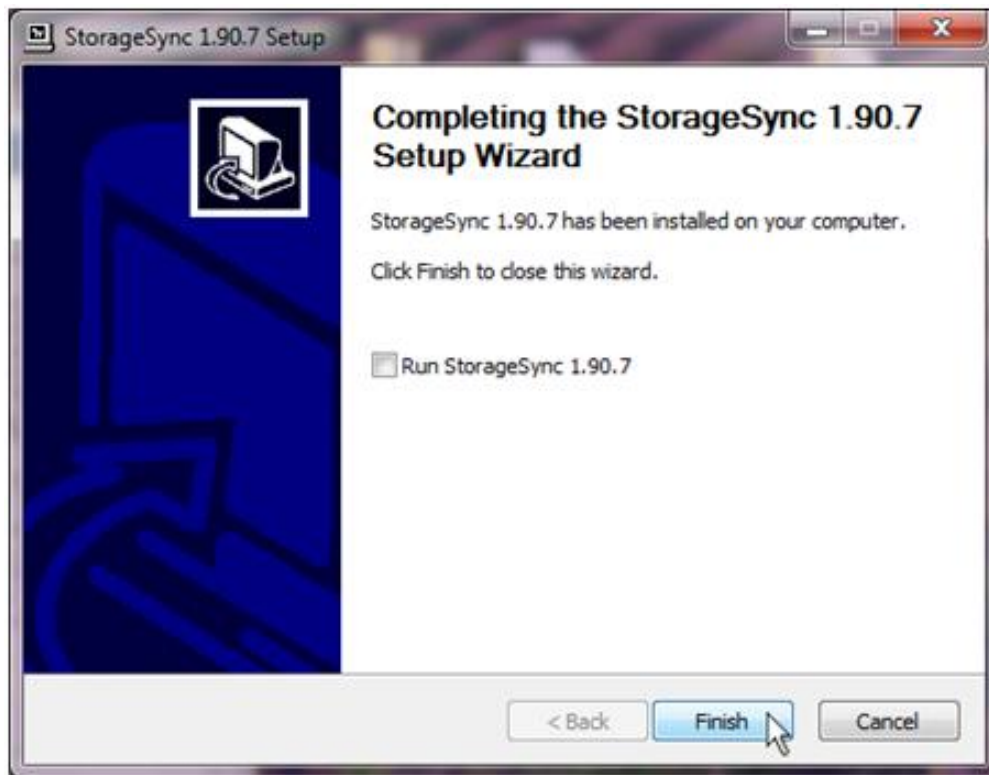 StorageSync 1.90.7 Setup
Completing the StorageSync 1.90.7
Setup Wizard
StorageSync 1.90.7 has been installed on your computer.
Click Finish to close this wizard.
Run StorageSync 1.90.7
< Back
Finish
Cancel